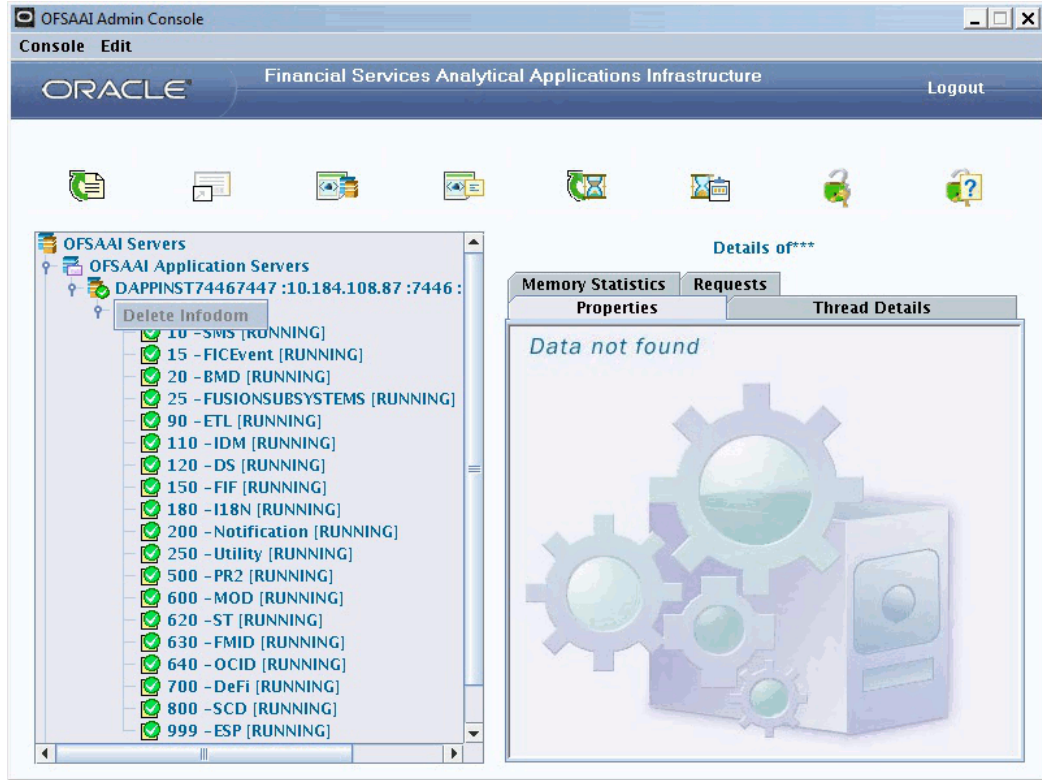 OFSAAI Admin Console
Console Edit
ORACLE
Financial Services Analytical Applications Infrastructure
Logout
OFSAAI Servers
OFSAAI Application Servers
DAPPINST74467447 :10.184.108.87 :7446 :
Delete Infodom
10 -SMS [RUNNING]
15 -FICEvent [RUNNING]
20 -BMD [RUNNING]
25 -FUSIONSUBSYSTEMS [RUNNING]
90 -ETL [RUNNING]
110 -IDM [RUNNING]
120 -DS [RUNNING]
150 -FIF [RUNNING]
180 -I18N [RUNNING]
200 -Notification [RUNNING]
250 -Utility [RUNNING]
500 -PR2 [RUNNING]
600 -MOD [RUNNING]
620 -ST [RUNNING]
630 -FMID [RUNNING]
640 -OCID [RUNNING]
700 -DeFi [RUNNING]
800 -SCD [RUNNING]
999 -ESP [RUNNING]
Details of***
Memory Statistics Requests
Properties Thread Details
Data not found